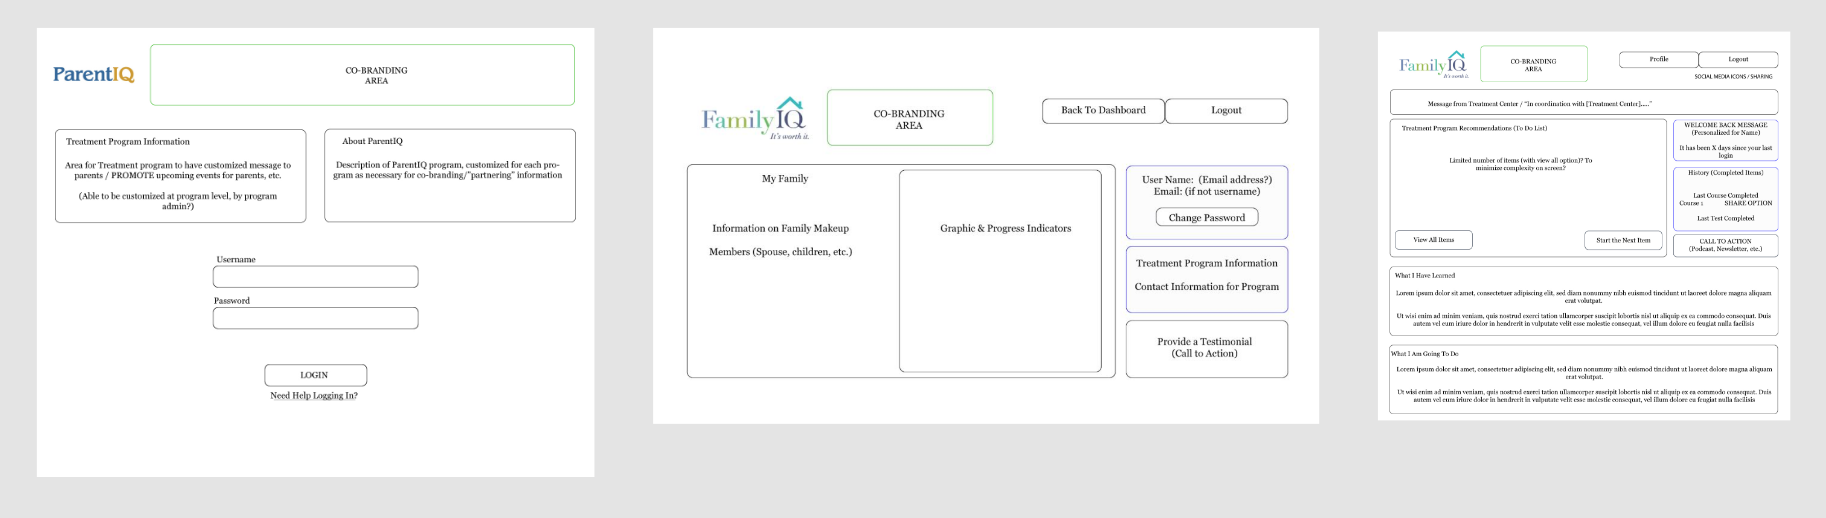 ParentIQ
CO-BRANDING
AREA
Treatment Program Information
Area for Treatment program to have customized message to
parents / PROMOTE upcoming events for parents, etc.
(Able to be customized at program level, by program
admin?)
About ParentIQ
Description of ParentIQ program, customized for each pro-
gram as necessary for co-branding/"partnering" information
Username
Password
LOGIN
Need Help Logging In?
FamilyIQ
It's worth it.
CO-BRANDING
AREA
Back To Dashboard
Logout
My Family
Information on Family Makeup
Members (Spouse, children, etc.)
Graphic & Progress Indicators
User Name:  (Email address?)
Email: (if not username)
Change Password
Treatment Program Information
Contact Information for Program
Provide a Testimonial
(Call to Action)
FamilyIQ
It's worth it.
CO-BRANDING
AREA
Profile
Logout
SOCIAL MEDIA ICONS / SHARING
Message from Treatment Center / "In coordination with [Treatment Center]....."
Treatment Program Recommendations (To Do List)
Limited number of items (with view all option)? To
minimize complexity on screen?
View All Items
Start the Next Item
WELCOME BACK MESSAGE
(Personalized for Name)
It has been X days since your last
login
History (Completed Items)
Last Course Completed
Course 1 SHARE OPTION
Last Test Completed
CALL TO ACTION
(Podcast, Newsletter, etc.)
What I Have Learned
Lorem ipsum dolor sit amet, consectetuer adipiscing elit, sed diam nonummy nibh euismod tincidunt ut laoreet dolore magna aliquam
erat volutpat.
Ut wisi enim ad minim veniam, quis nostrud exerci tation ullamcorper suscipit lobortis nisl ut aliquip ex ea commodo consequat. Duis
autem vel eum iriure dolor in hendrerit in vulputate velit esse molestie consequat, vel illum dolore eu feugiat nulla facilisis
What I Am Going To Do
Lorem ipsum dolor sit amet, consectetuer adipiscing elit, sed diam nonummy nibh euismod tincidunt ut laoreet dolore magna aliquam
erat volutpat.
Ut wisi enim ad minim veniam, quis nostrud exerci tation ullamcorper suscipit lobortis nisl ut aliquip ex ea commodo consequat. Duis
autem vel eum iriure dolor in hendrerit in vulputate velit esse molestie consequat, vel illum dolore eu feugiat nulla facilisis